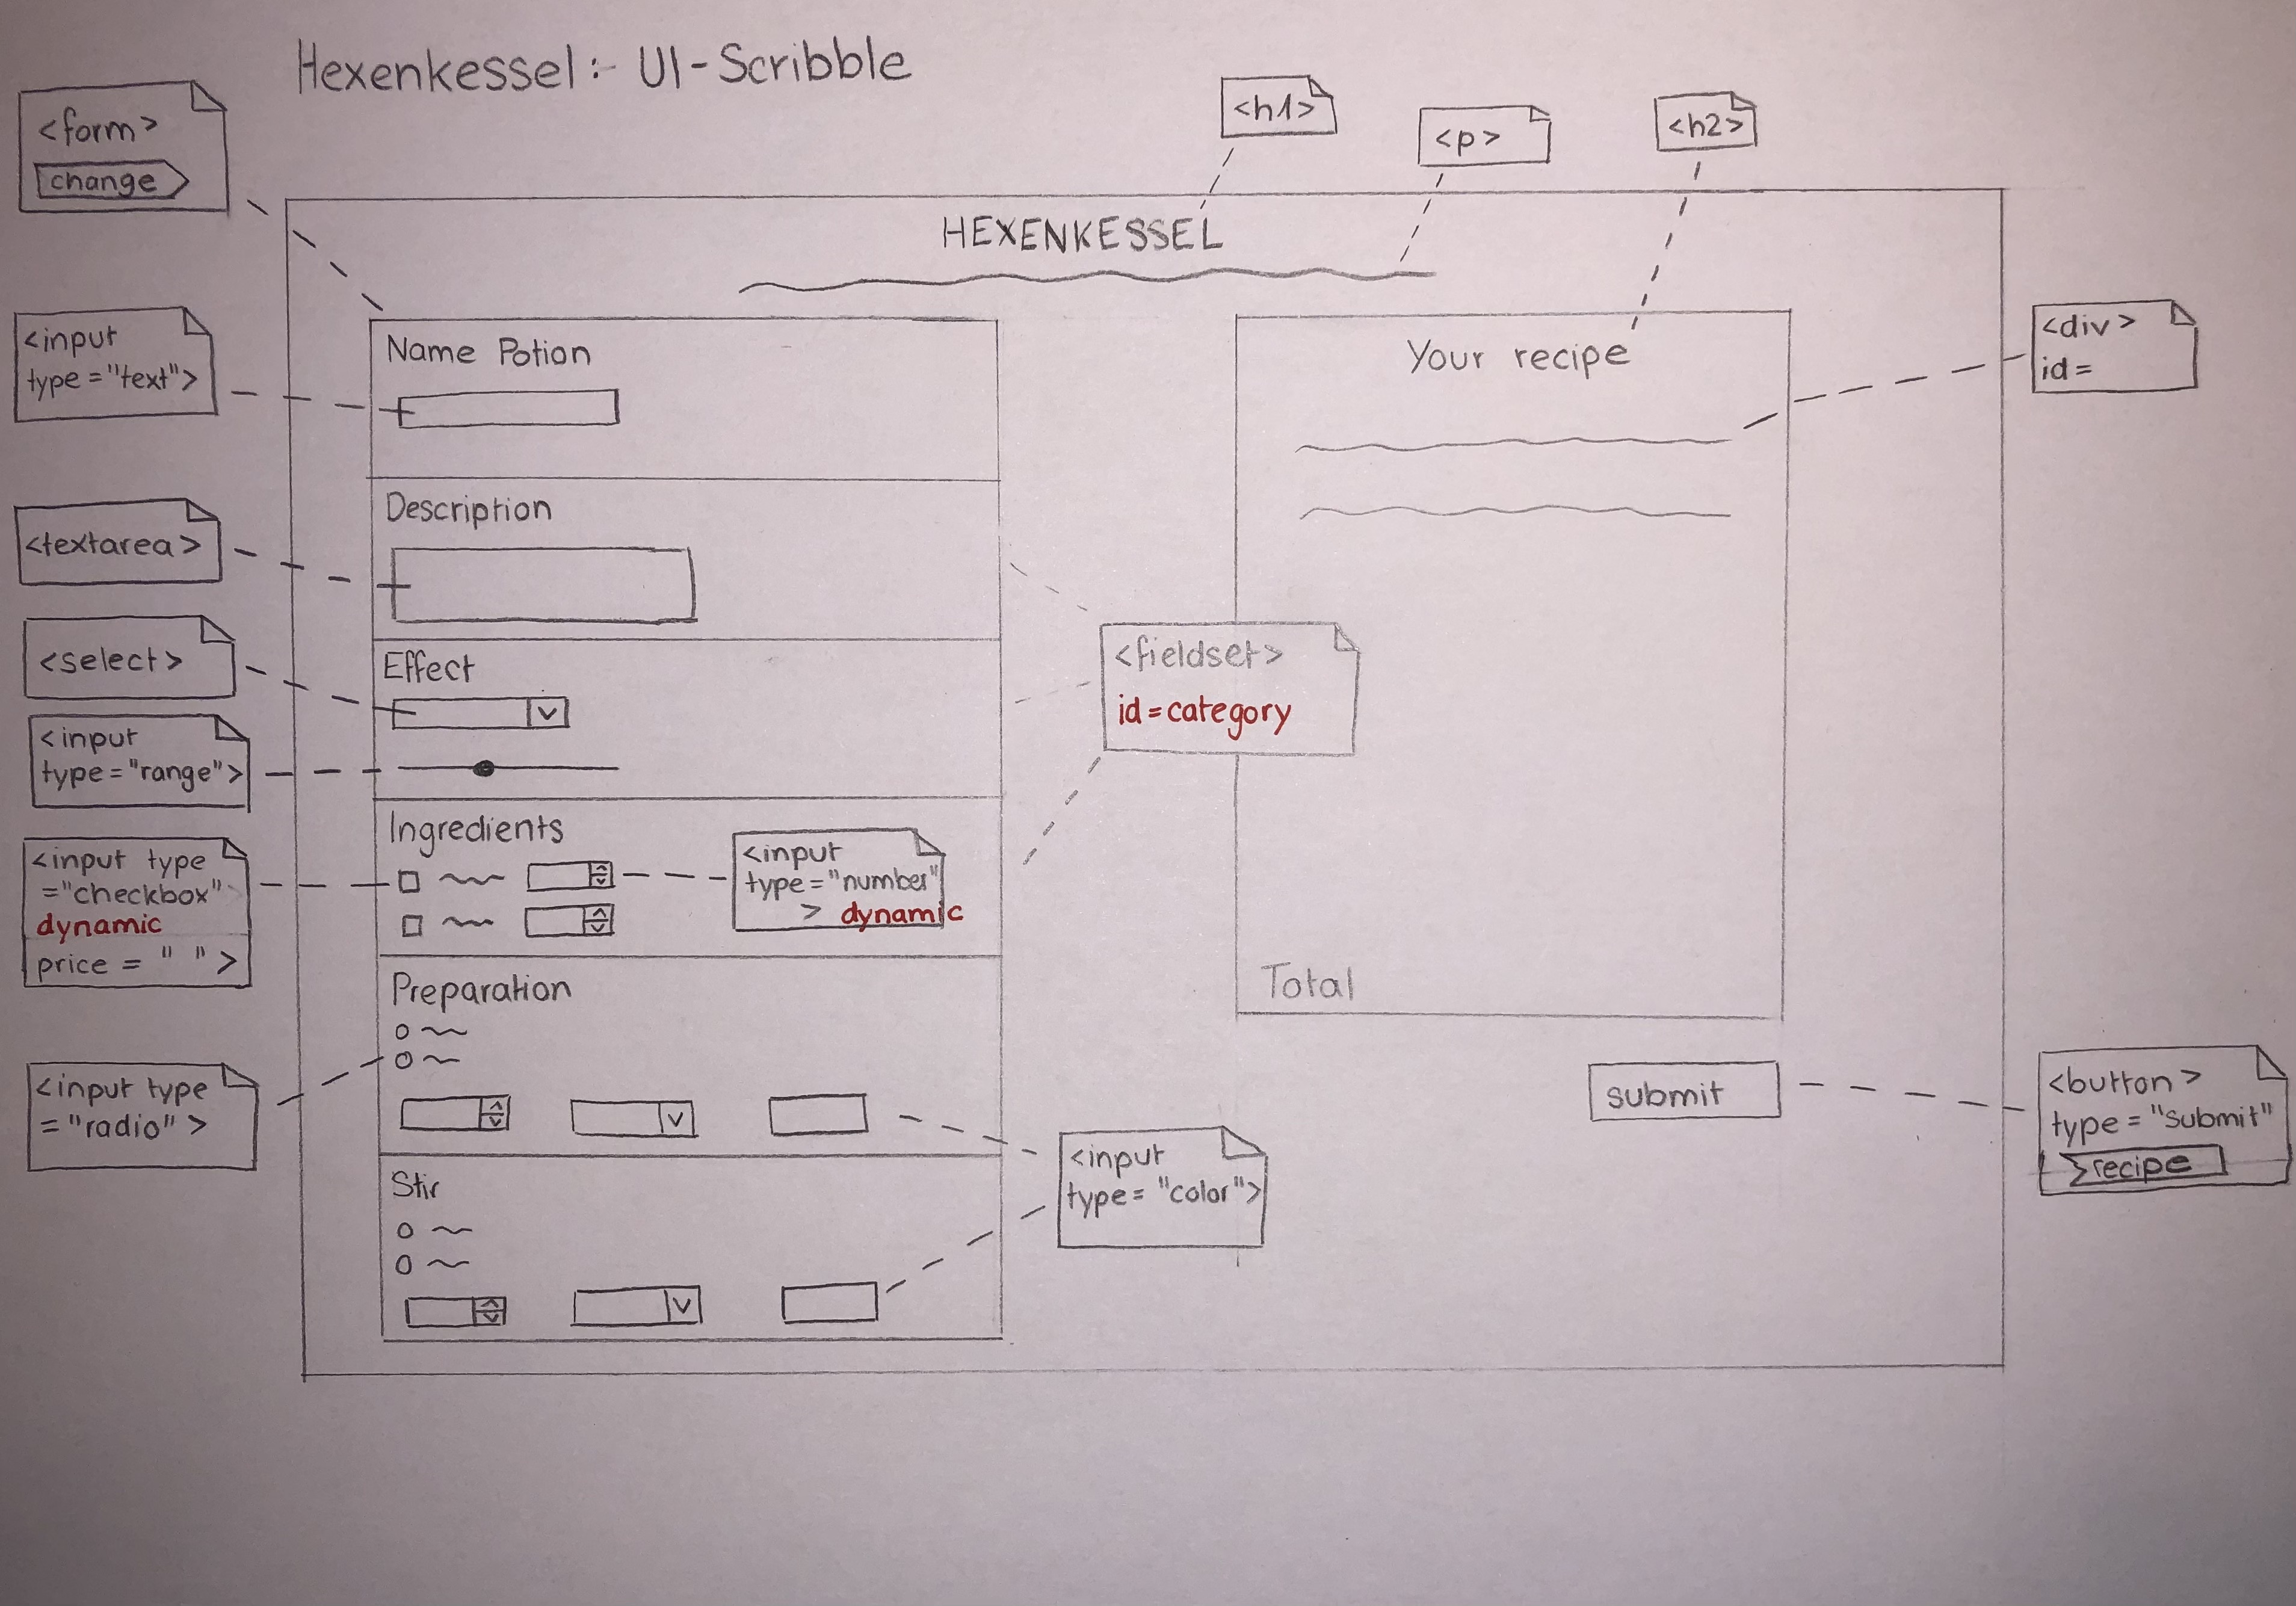 Hexenkessel:- UI-Scribble
<form>
change
<h1>
<p>
<h2>
HEXENKESSEL
<input
type="text">
Name Potion
Your recipe
<div>
id=
<textarea>
Description
<select>
Effect
<fieldset>
id=category
<input
type="range">
<input type
="checkbox"
dynamic
price = " " >
Ingredients
<input
type="number"
> dynamic
Preparation
Total
<input type
="radio" >
submit
<button>
type="submit"
recipe
<input
type="color">
Stir